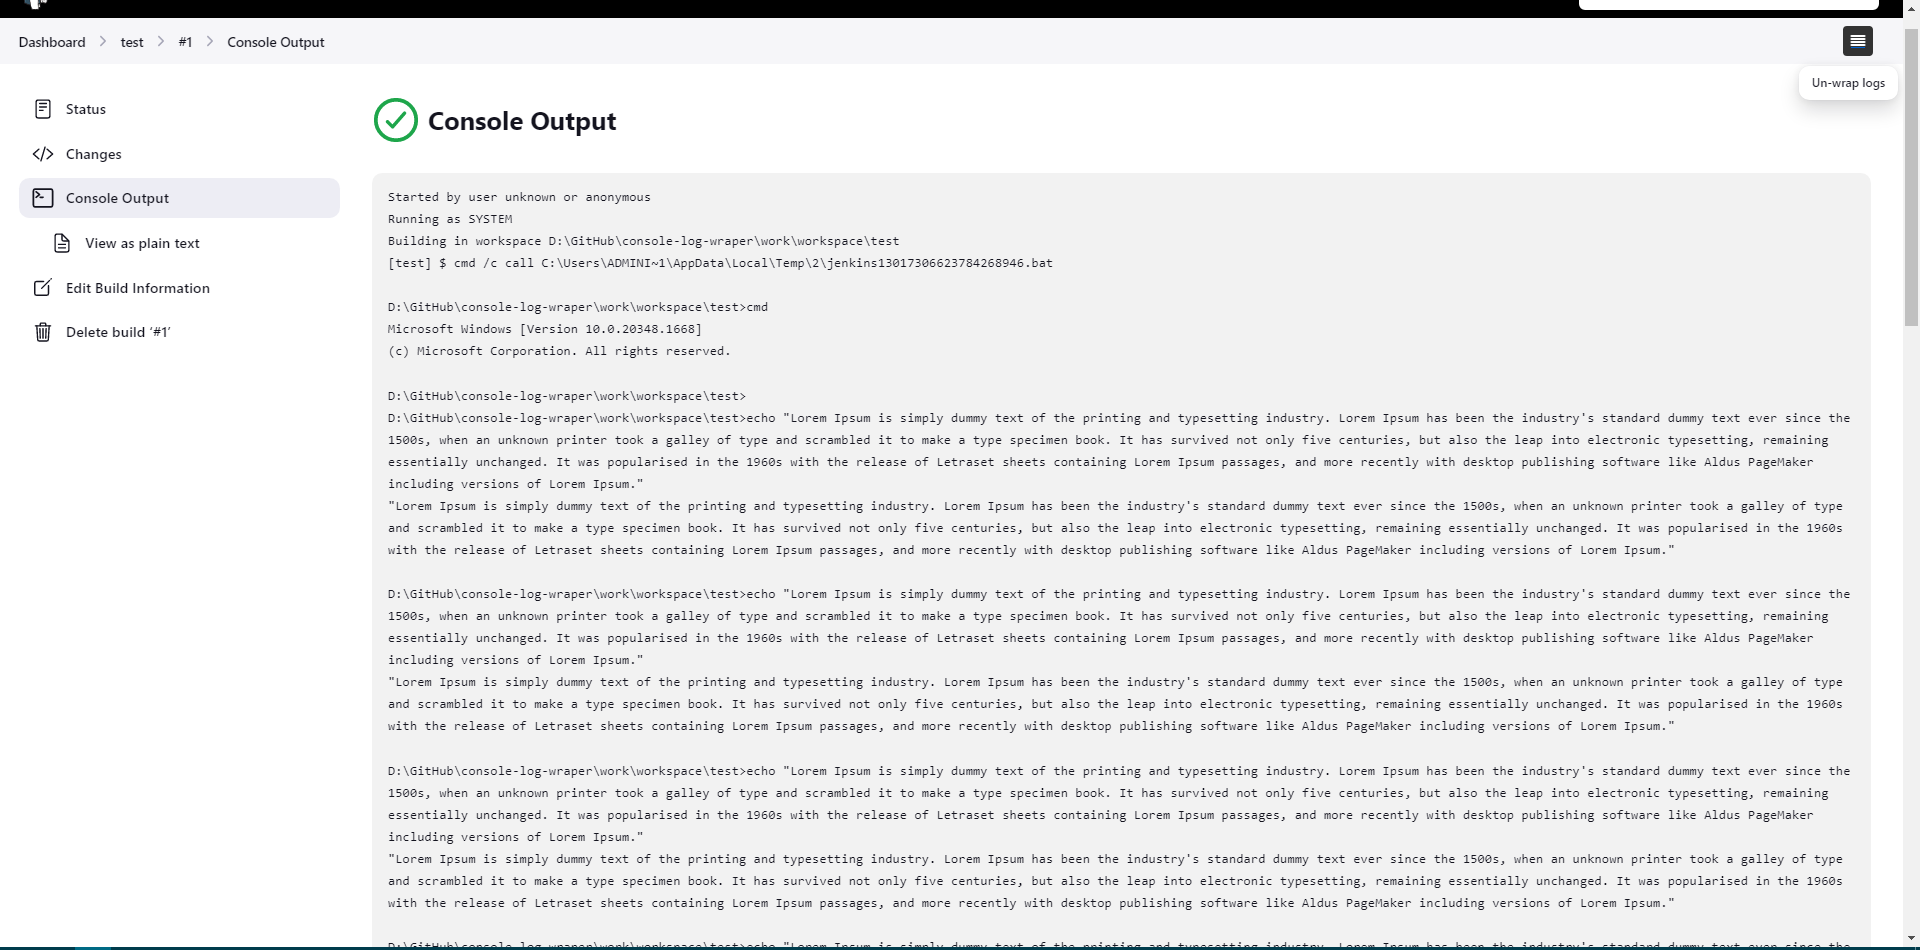 Dashboard > test > #1 > Console Output
Un-wrap logs
Status
Changes
Console Output
View as plain text
Edit Build Information
Delete build '#1'
Console Output
Started by user unknown or anonymous
Running as SYSTEM
Building in workspace D:\GitHub\console-log-wraper\work\workspace\test
[test] $ cmd /c call C:\Users\ADMINI~1\AppData\Local\Temp\2\jenkins13017306623784268946.bat
D:\GitHub\console-log-wraper\work\workspace\test>cmd
Microsoft Windows [Version 10.0.20348.1668]
(c) Microsoft Corporation. All rights reserved.
D:\GitHub\console-log-wraper\work\workspace\test>
D:\GitHub\console-log-wraper\work\workspace\test>echo "Lorem Ipsum is simply dummy text of the printing and typesetting industry. Lorem Ipsum has been the industry's standard dummy text ever since the
1500s, when an unknown printer took a galley of type and scrambled it to make a type specimen book. It has survived not only five centuries, but also the leap into electronic typesetting, remaining
essentially unchanged. It was popularised in the 1960s with the release of Letraset sheets containing Lorem Ipsum passages, and more recently with desktop publishing software like Aldus PageMaker
including versions of Lorem Ipsum."
"Lorem Ipsum is simply dummy text of the printing and typesetting industry. Lorem Ipsum has been the industry's standard dummy text ever since the 1500s, when an unknown printer took a galley of type
and scrambled it to make a type specimen book. It has survived not only five centuries, but also the leap into electronic typesetting, remaining essentially unchanged. It was popularised in the 1960s
with the release of Letraset sheets containing Lorem Ipsum passages, and more recently with desktop publishing software like Aldus PageMaker including versions of Lorem Ipsum."
D:\GitHub\console-log-wraper\work\workspace\test>echo "Lorem Ipsum is simply dummy text of the printing and typesetting industry. Lorem Ipsum has been the industry's standard dummy text ever since the
1500s, when an unknown printer took a galley of type and scrambled it to make a type specimen book. It has survived not only five centuries, but also the leap into electronic typesetting, remaining
essentially unchanged. It was popularised in the 1960s with the release of Letraset sheets containing Lorem Ipsum passages, and more recently with desktop publishing software like Aldus PageMaker
including versions of Lorem Ipsum."
"Lorem Ipsum is simply dummy text of the printing and typesetting industry. Lorem Ipsum has been the industry's standard dummy text ever since the 1500s, when an unknown printer took a galley of type
and scrambled it to make a type specimen book. It has survived not only five centuries, but also the leap into electronic typesetting, remaining essentially unchanged. It was popularised in the 1960s
with the release of Letraset sheets containing Lorem Ipsum passages, and more recently with desktop publishing software like Aldus PageMaker including versions of Lorem Ipsum."
D:\GitHub\console-log-wraper\work\workspace\test>echo "Lorem Ipsum is simply dummy text of the printing and typesetting industry. Lorem Ipsum has been the industry's standard dummy text ever since the
1500s, when an unknown printer took a galley of type and scrambled it to make a type specimen book. It has survived not only five centuries, but also the leap into electronic typesetting, remaining
essentially unchanged. It was popularised in the 1960s with the release of Letraset sheets containing Lorem Ipsum passages, and more recently with desktop publishing software like Aldus PageMaker
including versions of Lorem Ipsum."
"Lorem Ipsum is simply dummy text of the printing and typesetting industry. Lorem Ipsum has been the industry's standard dummy text ever since the 1500s, when an unknown printer took a galley of type
and scrambled it to make a type specimen book. It has survived not only five centuries, but also the leap into electronic typesetting, remaining essentially unchanged. It was popularised in the 1960s
with the release of Letraset sheets containing Lorem Ipsum passages, and more recently with desktop publishing software like Aldus PageMaker including versions of Lorem Ipsum."